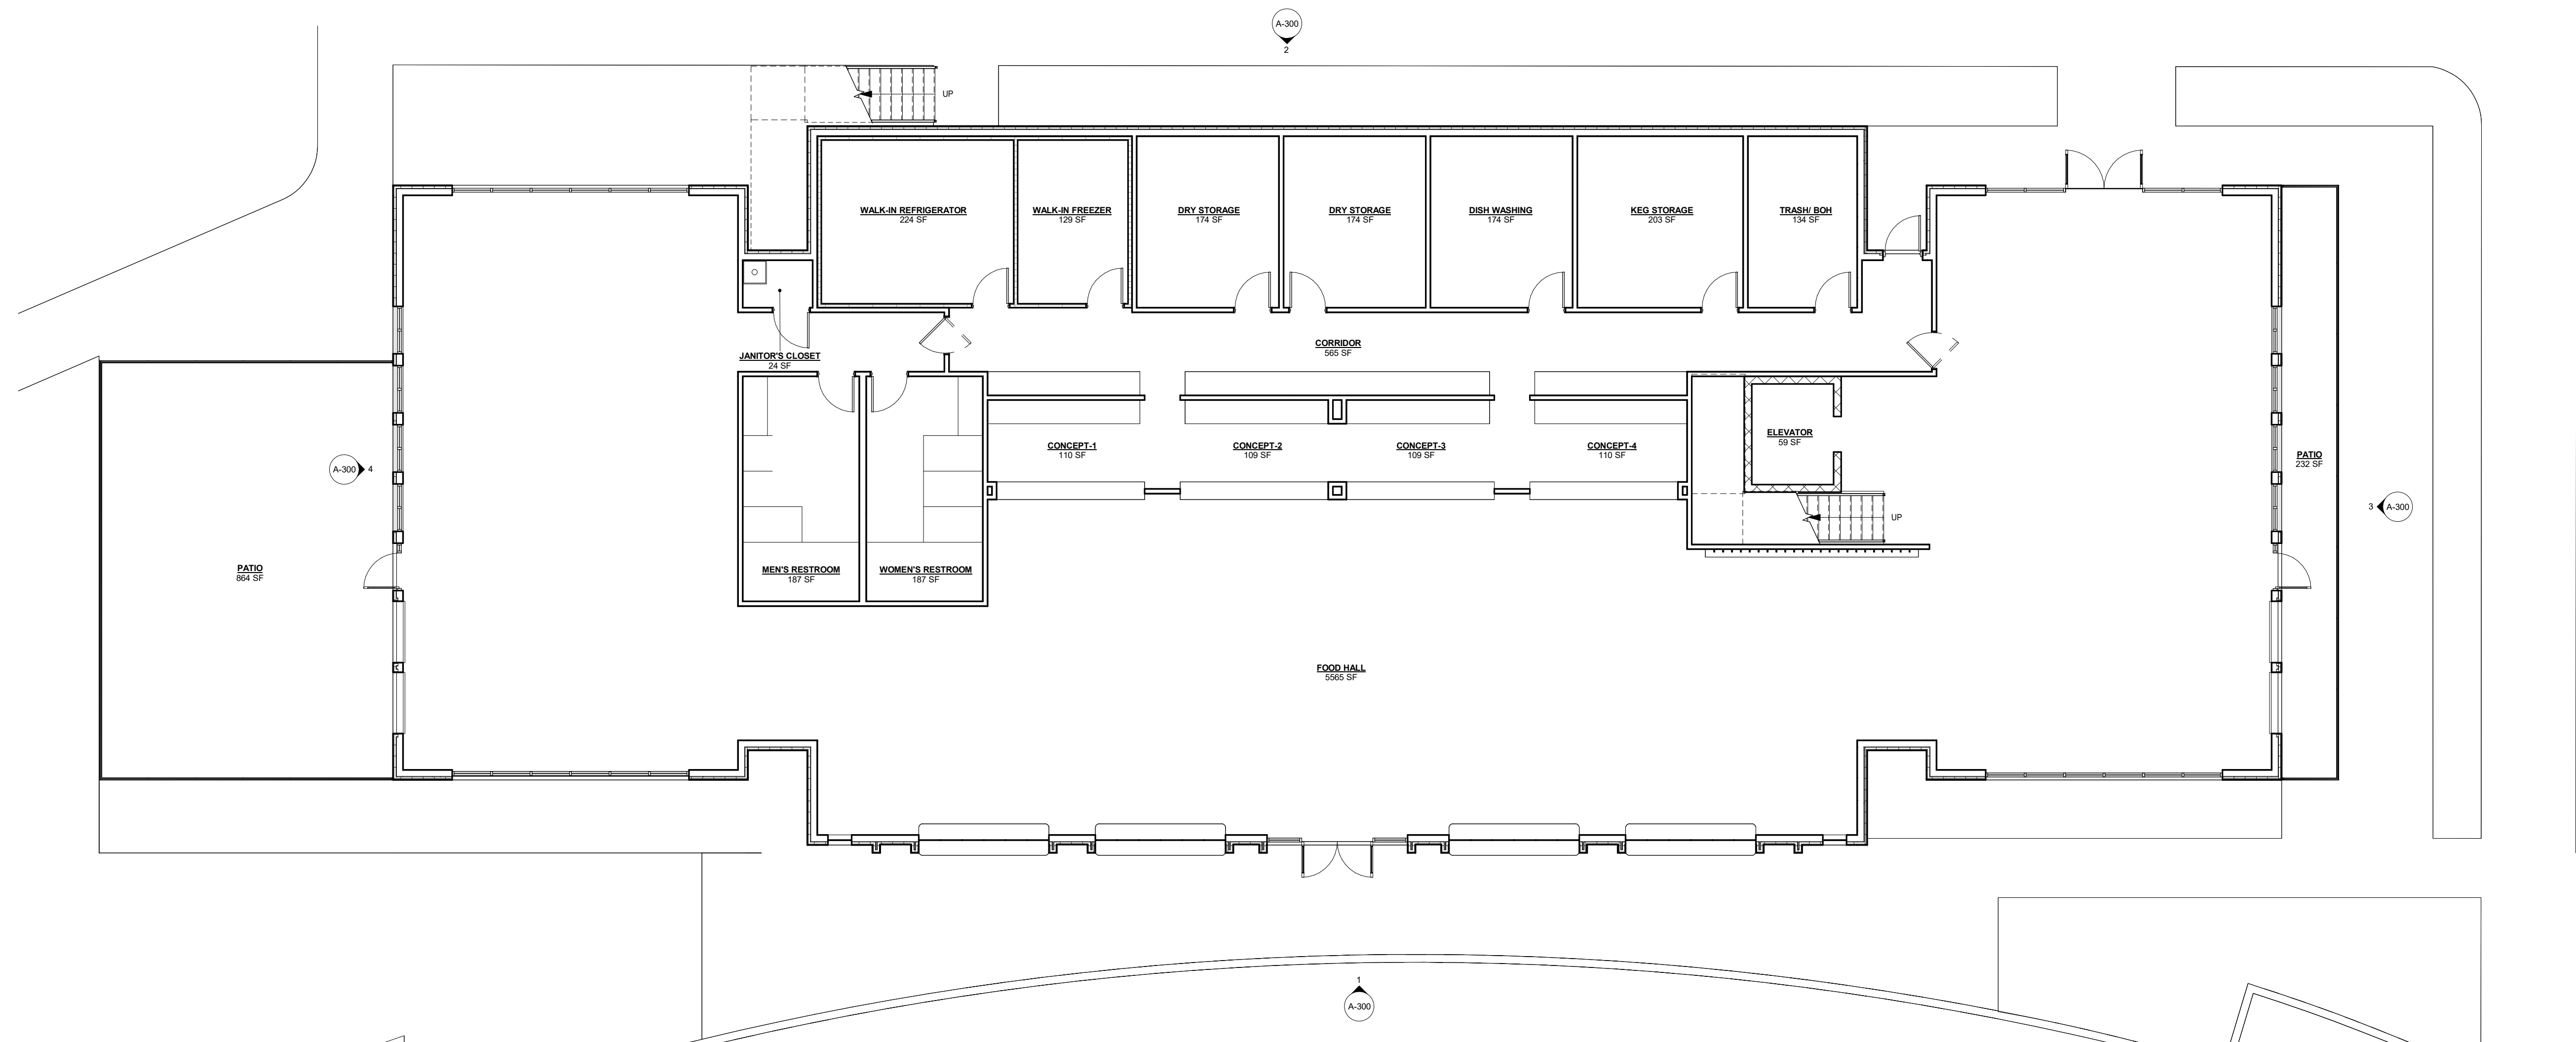 A-300
2
UP
WALK-IN REFRIGERATOR
224 SF
WALK-IN FREEZER
129 SF
DRY STORAGE
174 SF
DRY STORAGE
174 SF
DISH WASHING
174 SF
KEG STORAGE
203 SF
TRASH/ BOH
134 SF
JANITOR'S CLOSET
24 SF
CORRIDOR
565 SF
CONCEPT-1
110 SF
CONCEPT-2
109 SF
CONCEPT-3
109 SF
CONCEPT-4
110 SF
ELEVATOR
59 SF
PATIO
232 SF
A-300 4
3 A-300
UP
PATIO
864 SF
MEN'S RESTROOM
187 SF
WOMEN'S RESTROOM
187 SF
FOOD HALL
5565 SF
1
A-300